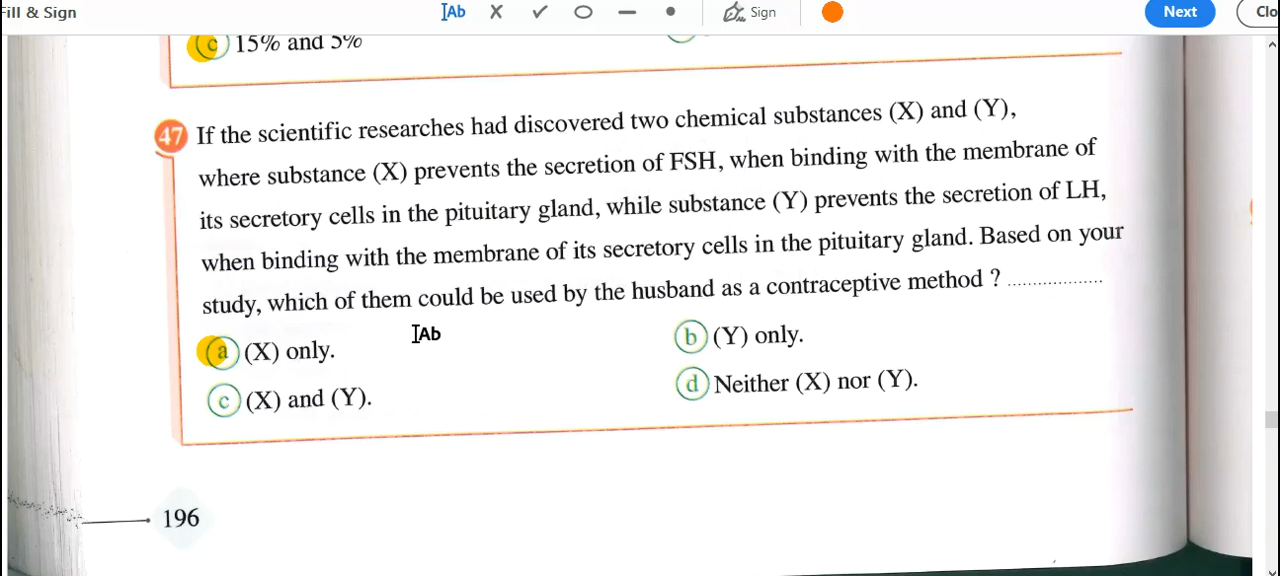 Fill & Sign
Ab
Sign
Next
Clo
c 15% and 5%
47 If the scientific researches had discovered two chemical substances (X) and (Y),
where substance (X) prevents the secretion of FSH, when binding with the membrane of
its secretory cells in the pituitary gland, while substance (Y) prevents the secretion of LH,
when binding with the membrane of its secretory cells in the pituitary gland. Based on your
study, which of them could be used by the husband as a contraceptive method ? ..................
Ab
a (X) only.
b (Y) only.
c (X) and (Y).
d Neither (X) nor (Y).
196